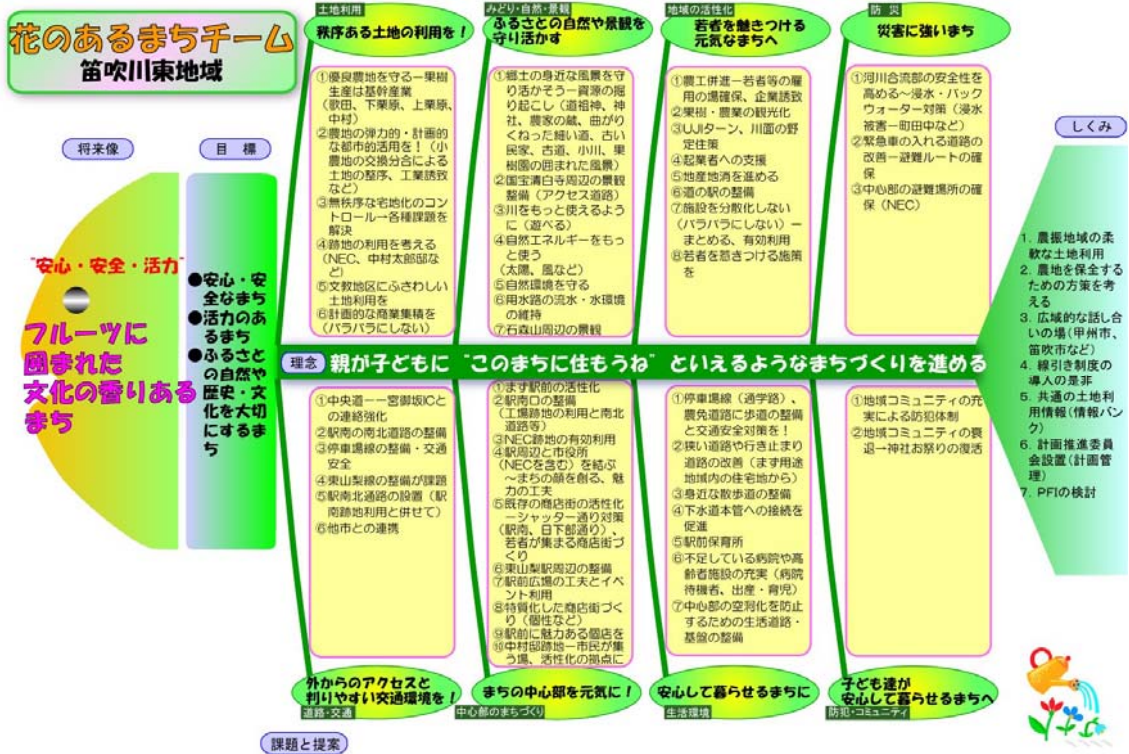 花のあるまちチーム
笛吹川東地域
将来像
目　標
"安心・安全・活力"
フルーツに
囲まれた
文化の香りある
まち
●安心・安
全なまち
●活力のあ
るまち
●ふるさと
の自然や
歴史・文
化を大切
にするま
ち
土地利用
秩序ある土地の利用を！
①優良農地を守る－果樹
生産は基幹産業
（歌田、下栗原、上栗原、
中村）
②農地の弾力的・計画的
な都市的活用を！（小
農地の交換分合による
土地の整序、工業誘致
など）
③無秩序な宅地化のコ
ントロール→各種課題を
解決
④跡地の利用を考える
（NEC、中村太郎邸な
ど）
⑤文教地区にふさわしい
土地利用を
⑥計画的な商業集積を
（バラバラにしない）
みどり・自然・景観
ふるさとの自然や景観を
守り活かす
①郷土の身近な風景を守
り活かそう－資源の掘
り起こし（道祖神、神
社、農家の蔵、曲がり
くねった細い道、古い
民家、古道、小川、果
樹園の囲まれた風景）
②国宝清白寺周辺の景観
整備（アクセス道路）
③川をもっと使えるよう
に（遊べる）
④自然エネルギーをもっ
と使う
（太陽、風など）
⑤自然環境を守る
⑥用水路の流水・水環境
の維持
⑦石森山周辺の景観
地域の活性化
若者を魅きつける
元気なまちへ
①農工併進－若者等の雇
用の場確保、企業誘致
②果樹・農業の観光化
③UJIターン、川面の野
定住策
④起業者への支援
⑤地産地消を進める
⑥道の駅の整備
⑦施設を分散化しない
（バラバラにしない）－
まとめる、有効利用
⑧若者を惹きつける施策
を
防 災
災害に強いまち
①河川合流部の安全性を
高める～浸水・バック
ウォーター対策（浸水
被害－町田中など）
②緊急車の入れる道路の
改善－避難ルートの確
保
③中心部の避難場所の確
保（NEC）
しくみ
1. 農振地域の柔
軟な土地利用
2. 農地を保全する
ための方策を考
える
3. 広域的な話し合
いの場（甲州市、
笛吹市など）
4. 線引き制度の
導入の是非
5. 共通の土地利
用情報（情報バン
ク）
6. 計画推進委員
会設置（計画管
理）
7. PFIの検討
理念
親が子どもに "このまちに住もうね" といえるようなまちづくりを進める
①中央道－一宮御坂ICと
の連絡強化
②駅南の南北道路の整備
③停車場線の整備・交通
安全
④東山梨線の整備が課題
⑤駅南北通路の設置（駅
南跡地利用と併せて）
⑥他市との連携
外からのアクセスと
判りやすい交通環境を！
道路・交通
①まず駅前の活性化
②駅南口の整備
（工場跡地の利用と南北
道路等）
③NEC跡地の有効利用
④駅周辺と市役所
（NECを含む）を結ぶ
～まちの顔を創る、魅
力の工夫
⑤既存の商店街の活性化
－シャッター通り対策
（駅南、日下部通り）、
若者が集まる商店街づ
くり
⑥東山梨駅周辺の整備
⑦駅前広場の工夫とイベ
ント利用
⑧特質化した商店街づく
り（個性など）
⑨駅前に魅力ある個店を
⑩中村邸跡地－市民が集
う場、活性化の拠点に
まちの中心部を元気に！
中心部のまちづくり
①停車場線（通学路）、
農免道路に歩道の整備
と交通安全対策を！
②狭い道路や行き止まり
道路の改善（まず用途
地域内の住宅地から）
③身近な散歩道の整備
④下水道本管への接続を
促進
⑤駅前保育所
⑥不足している病院や高
齢者施設の充実（病院
待機者、出産・育児）
⑦中心部の空洞化を防止
するための生活道路・
基盤の整備
安心して暮らせるまちに
生活環境
①地域コミュニティの充
実による防犯体制
②地域コミュニティの衰
退→神社お祭りの復活
子ども達が
安心して暮らせるまちへ
防犯・コミュニティ
課題と提案